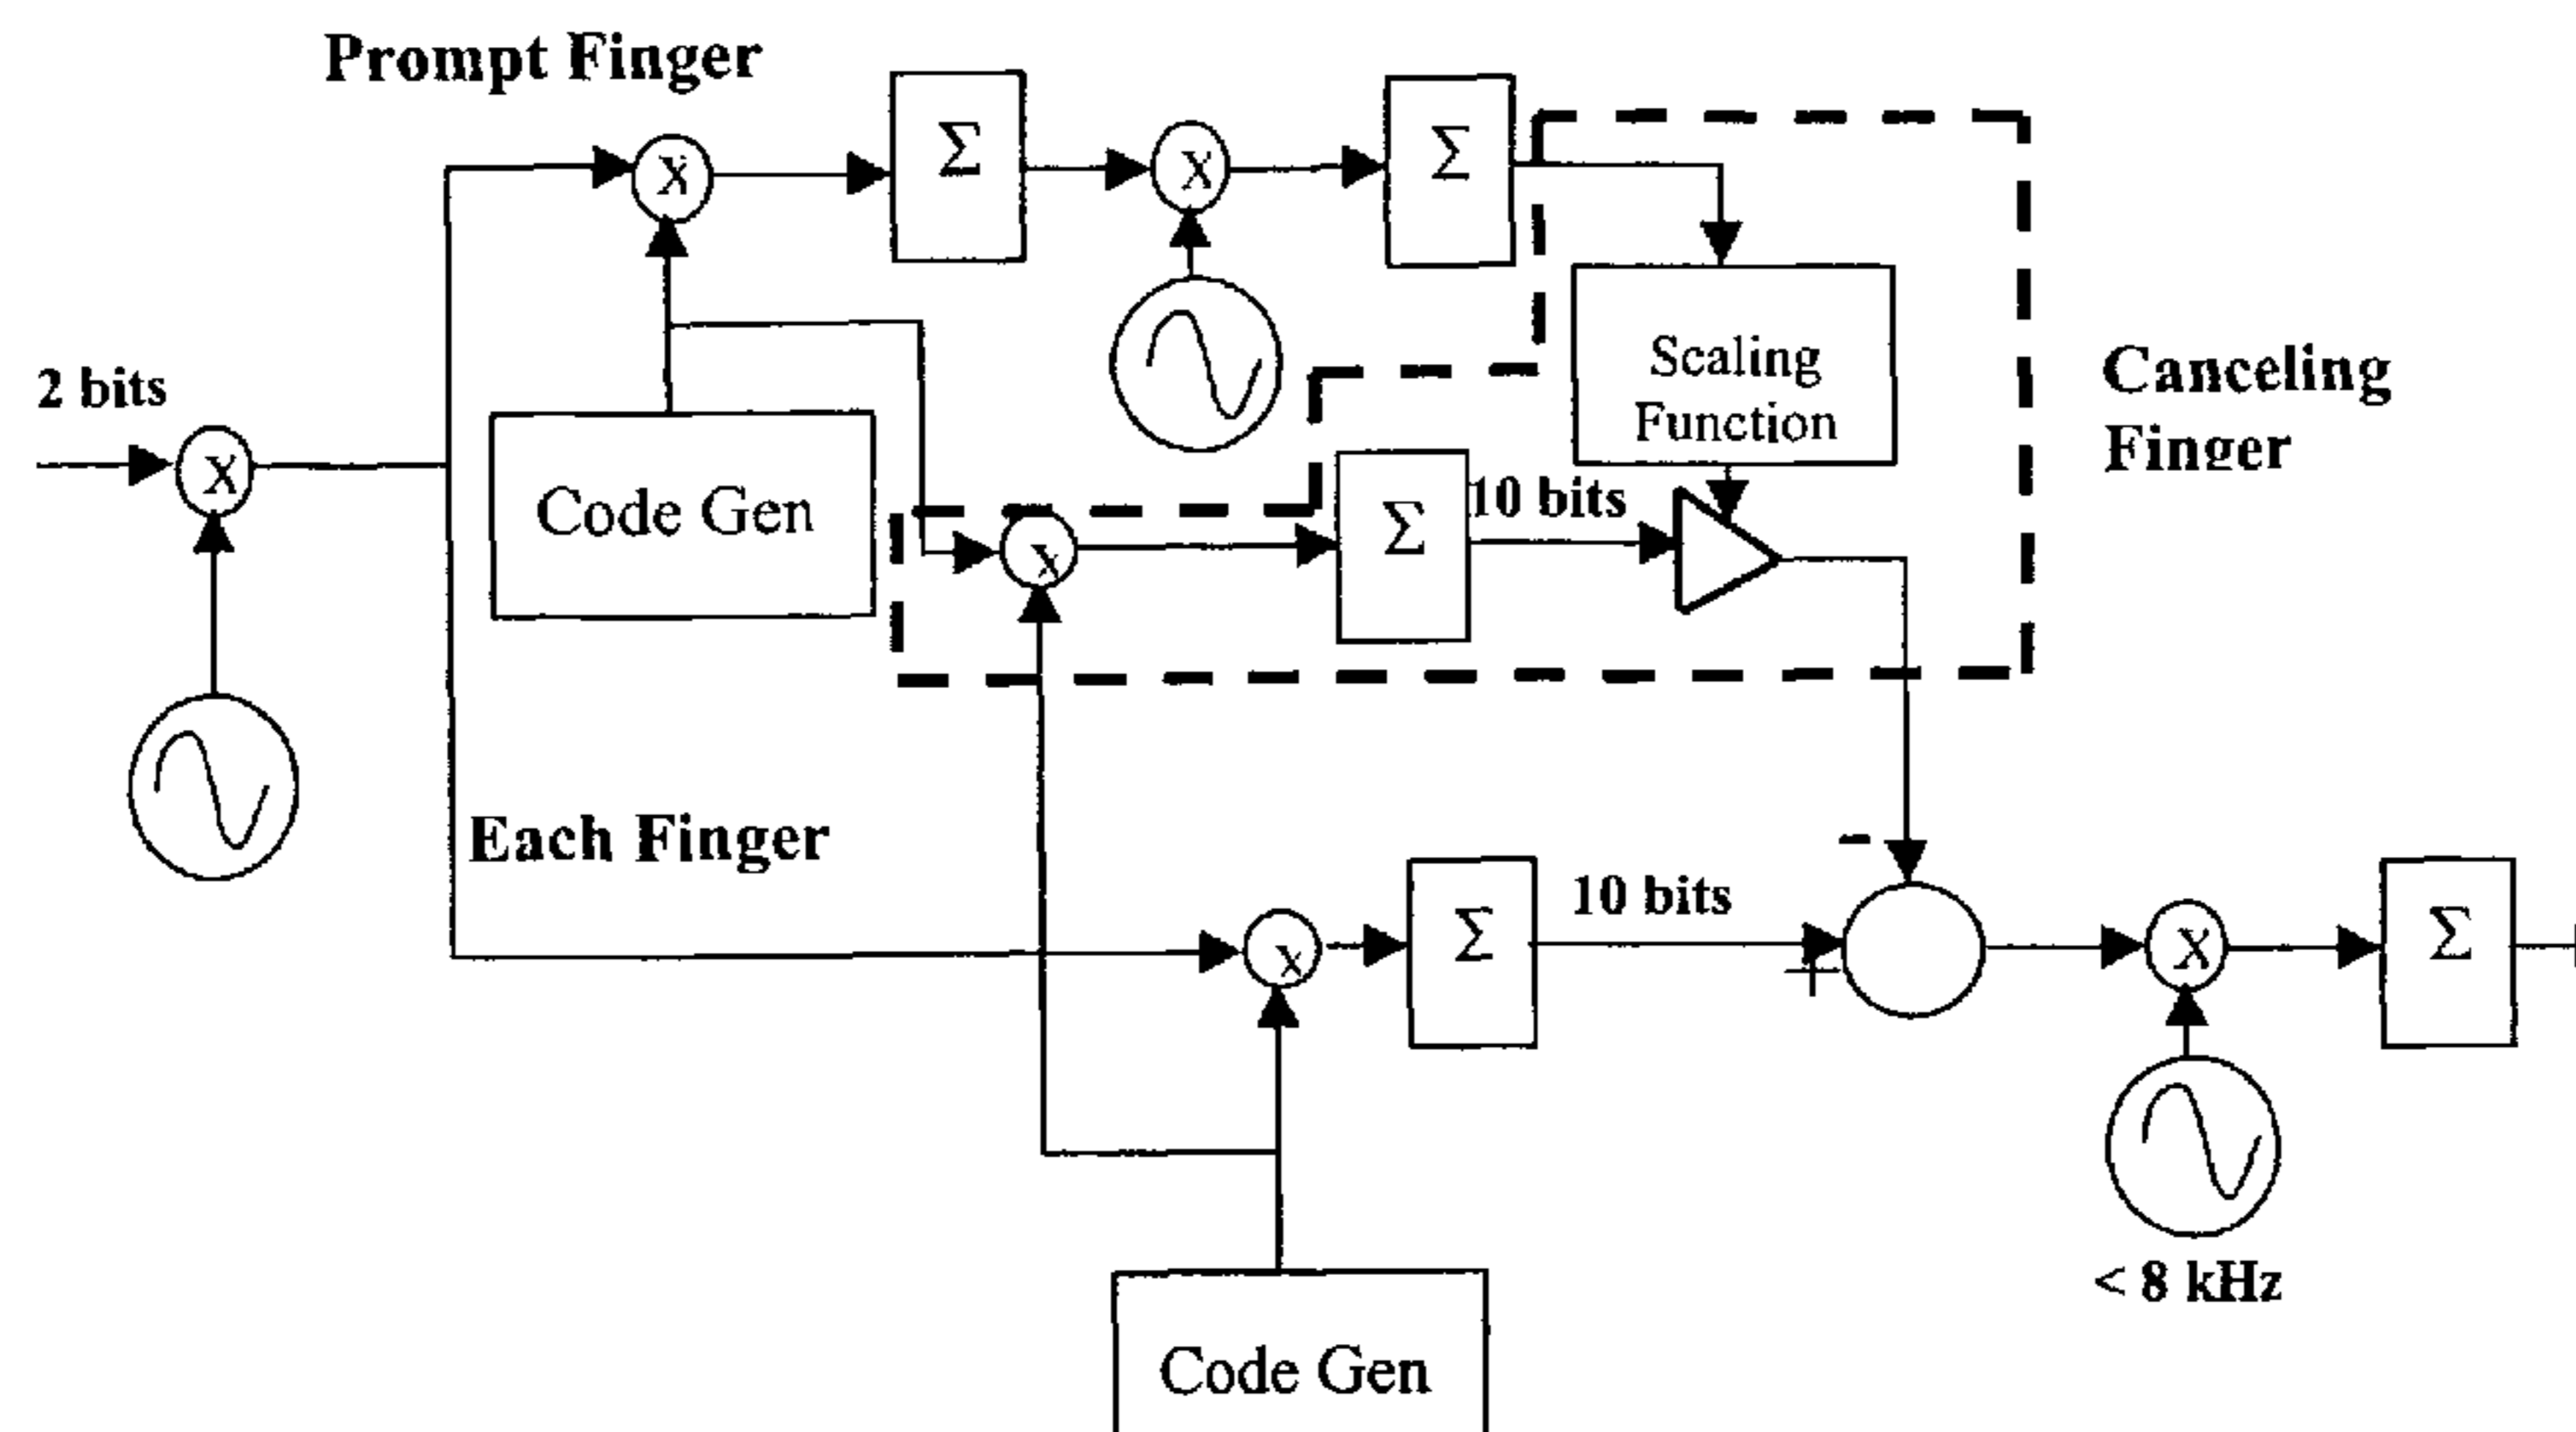 Prompt Finger
X
Σ
X
Σ
2 bits
X
Code Gen
Scaling
Function
Canceling
Finger
x
Σ
10 bits
Each Finger
x
Σ
10 bits
-
+
X
Σ
< 8 kHz
Code Gen